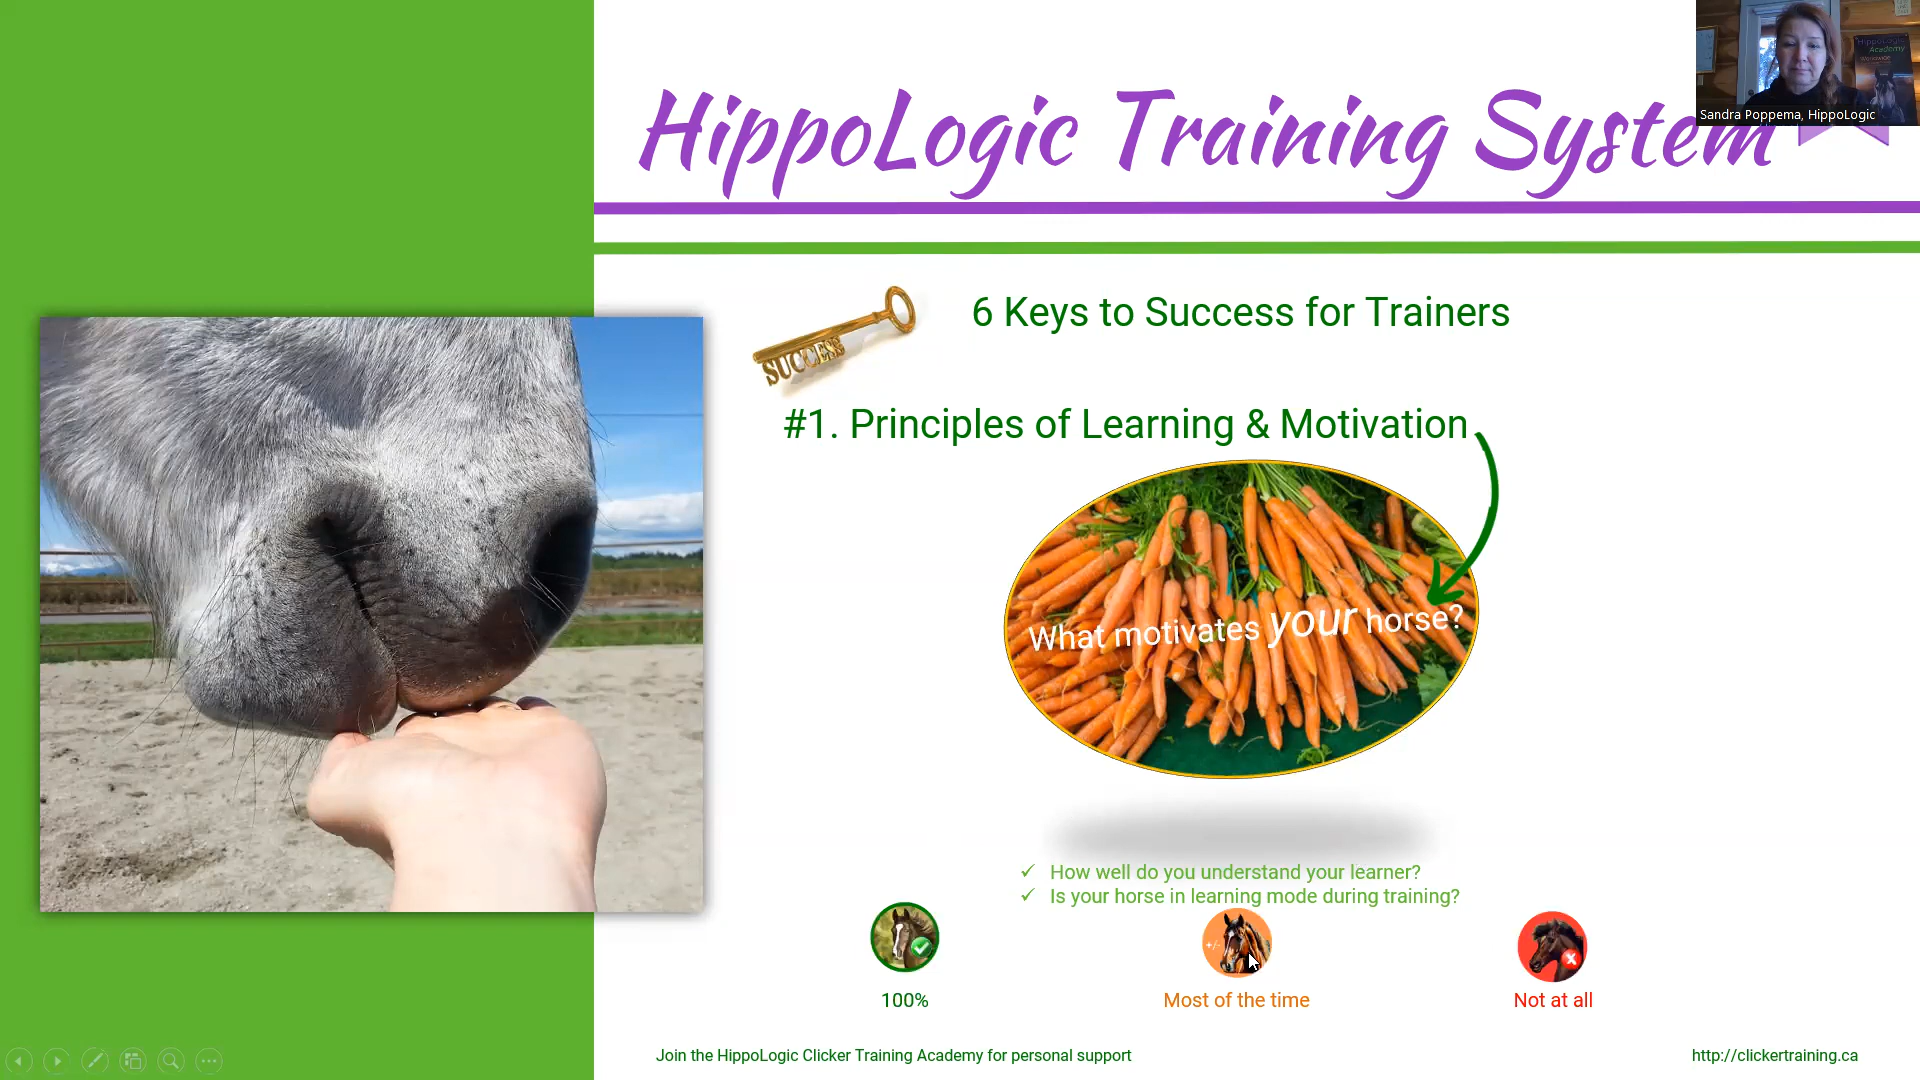 HippoLogic Training System
HippoLogic
Academy
Sandra Poppema, HippoLogic
SUCCESS
6 Keys to Success for Trainers
#1. Principles of Learning & Motivation
What motivates your horse?
✓ How well do you understand your learner?
✓ Is your horse in learning mode during training?
+/-
100%
Most of the time
Not at all
Join the HippoLogic Clicker Training Academy for personal support
http://clickertraining.ca